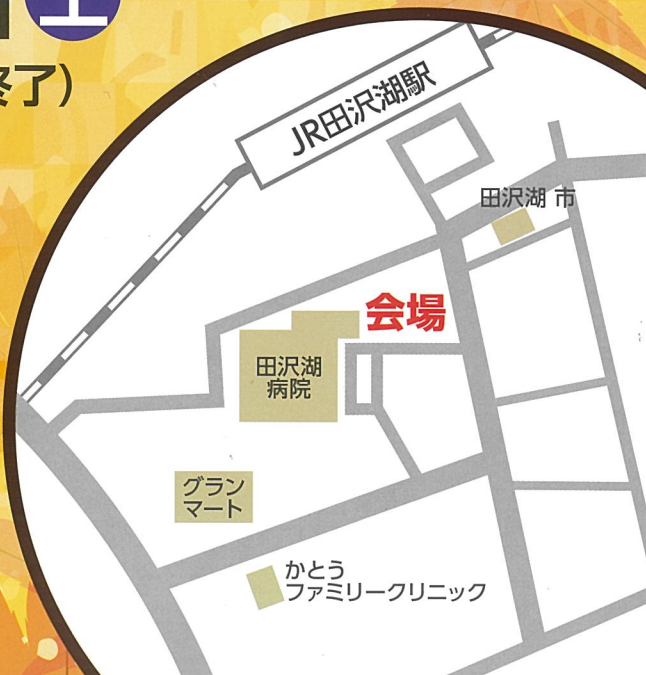 土
終了）
JR田沢湖駅
田沢湖 市
会場
田沢湖
病院
グラン
マート
かとう
ファミリークリニック